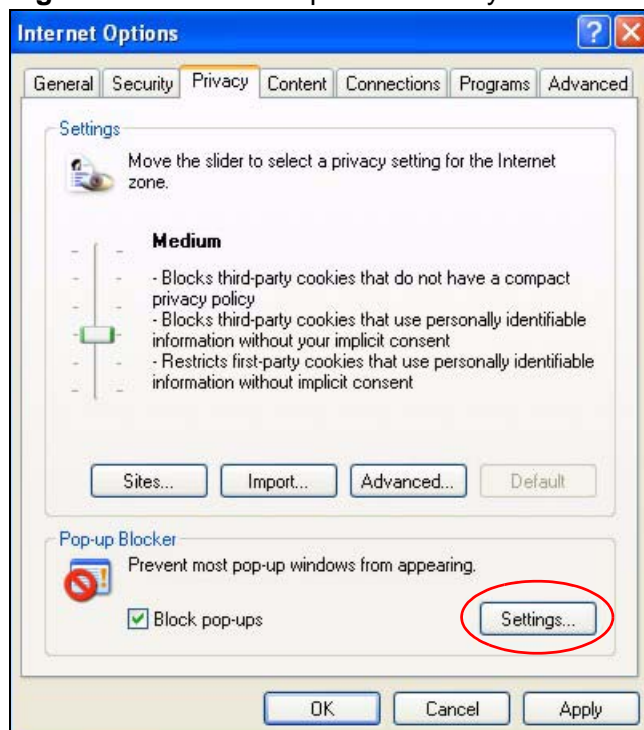 Internet Options
General Security Privacy Content Connections Programs Advanced
Settings
Move the slider to select a privacy setting for the Internet
zone.
Medium
- Blocks third-party cookies that do not have a compact
privacy policy
- Blocks third-party cookies that use personally identifiable
information without your implicit consent
- Restricts first-party cookies that use personally identifiable
information without implicit consent
Sites... Import... Advanced... Default
Pop-up Blocker
Prevent most pop-up windows from appearing.
Block pop-ups Settings...
OK Cancel Apply